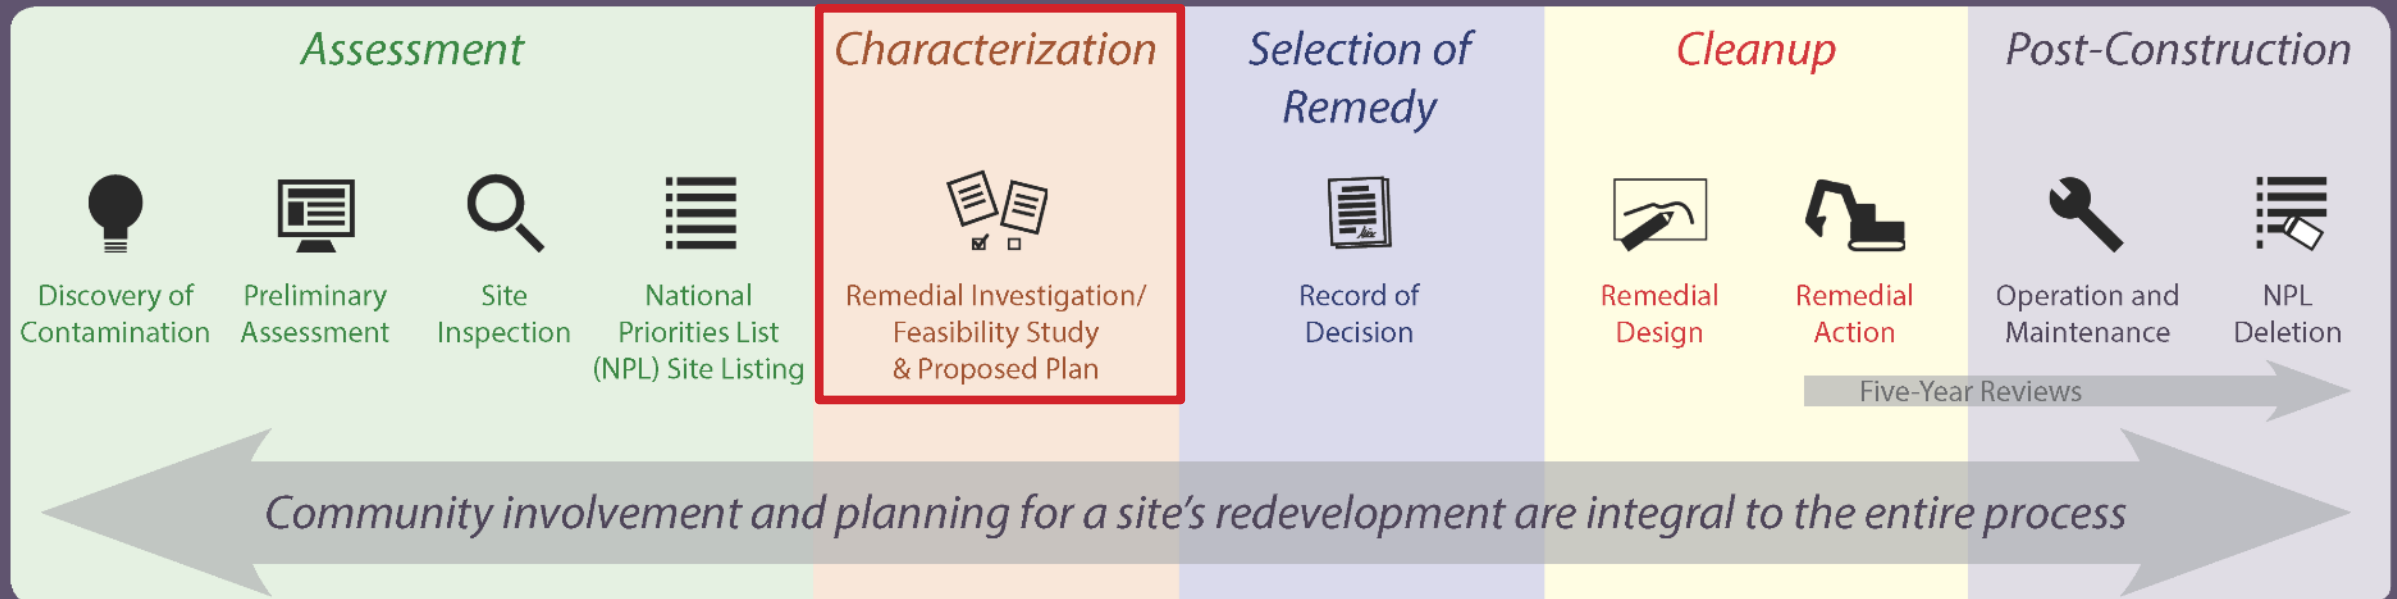 Assessment
Characterization
Selection of
Remedy
Cleanup
Post-Construction
Discovery of
Contamination
Preliminary
Assessment
Site
Inspection
National
Priorities List
(NPL) Site Listing
Remedial Investigation/
Feasibility Study
& Proposed Plan
Record of
Decision
Remedial
Design
Remedial
Action
Operation and
Maintenance
NPL
Deletion
Five-Year Reviews
Community involvement and planning for a site’s redevelopment are integral to the entire process